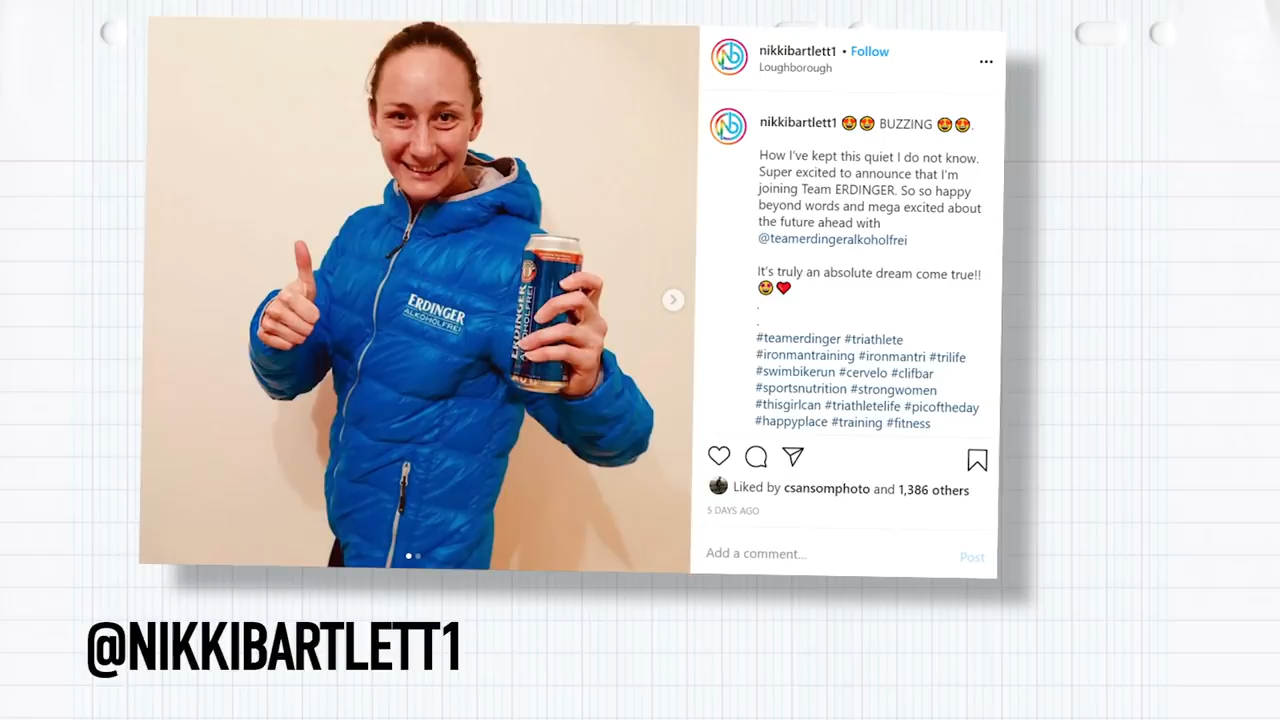 nikkibartlett1 • Follow
Loughborough
nikkibartlett1 😍😍 BUZZING 😍😍.
How I've kept this quiet I do not know.
Super excited to announce that I'm
joining Team ERDINGER. So so happy
beyond words and mega excited about
the future ahead with
@teamerdingeralkoholfrei
It's truly an absolute dream come true!!
😍❤️
.
.
#teamerdinger #triathlete
#ironmantraining #ironmantri #trilife
#swimbikerun #cervelo #clifbar
#sportsnutrition #strongwomen
#thisgirlcan #triathletelife #picoftheday
#happyplace #training #fitness
Liked by csansomphoto and 1,386 others
5 DAYS AGO
Add a comment...
Post
ERDINGER
ALKOHOLFREI
ERDINGER
ALKOHOLFREI
Nb
Nb
@NIKKIBARTLETT1